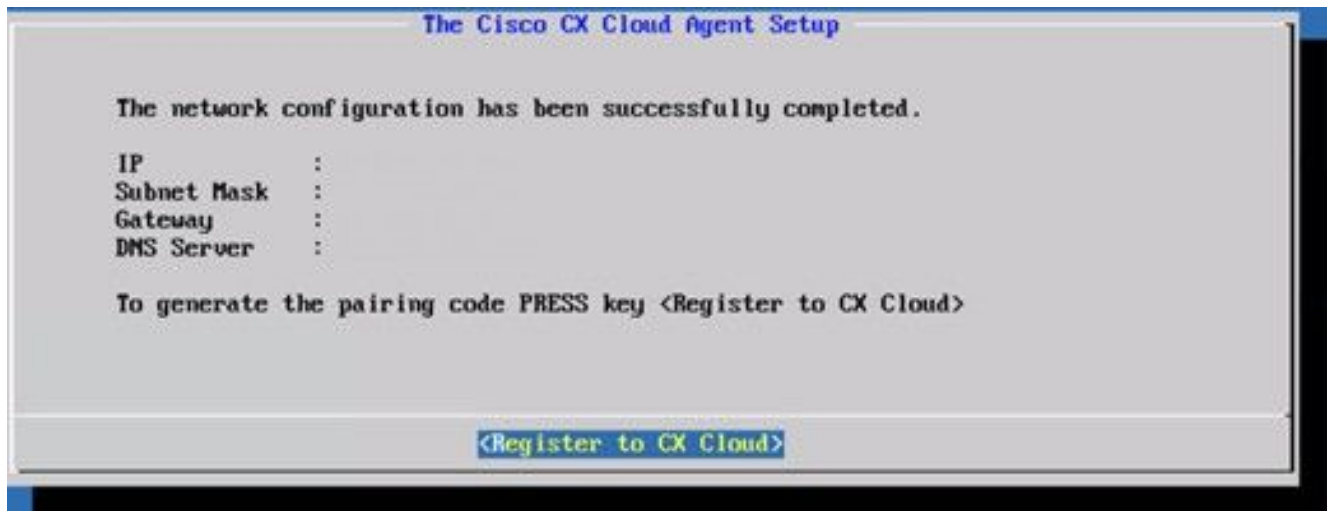 The Cisco CX Cloud Agent Setup
The network configuration has been successfully completed.
IP :
Subnet Mask :
Gateway :
DNS Server :
To generate the pairing code PRESS key <Register to CX Cloud>
<Register to CX Cloud>